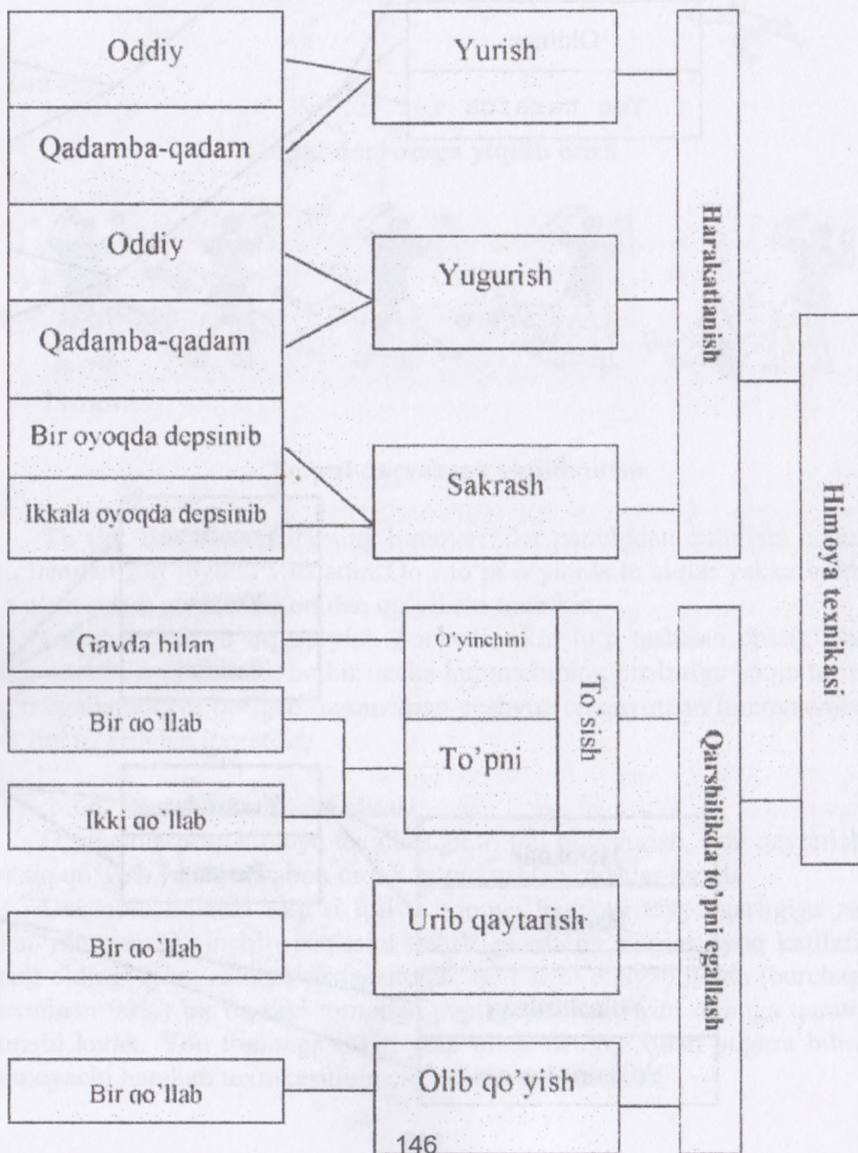 Oddiy
Yurish
Qadamba-qadam
Oddiy
Yugurish
Qadamba-qadam
Bir oyoqda depsinib
Sakrash
Ikkala oyoqda depsinib
Harakatlanish
Himoya texnikasi
Gavda bilan
O'yinchini
Bir qo'llab
To'pni
To'sish
Ikki qo'llab
Urib qaytarish
Bir qo'llab
Olib qo'yish
Bir qo'llab
Qarshilikda to'pni egallash
146